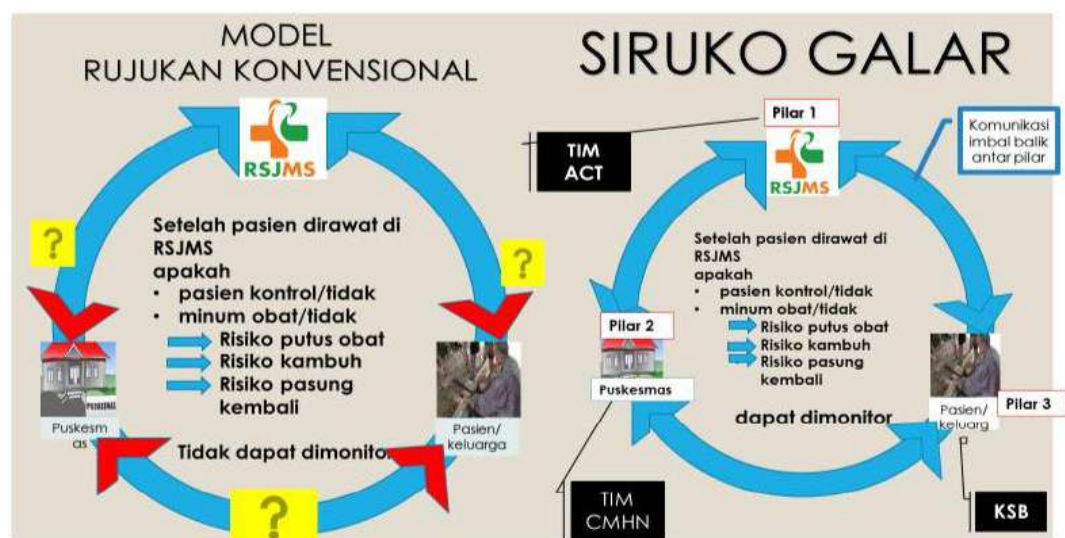 MODEL
RUJUKAN KONVENSIONAL
RSJMS
?
?
Setelah pasien dirawat di
RSJMS
apakah
• pasien kontrol/tidak
• minum obat/tidak
Risiko putus obat
Risiko kambuh
Risiko pasung
kembali
PUSKESMAS
Puskesm
as
Pasien/
keluarga
Tidak dapat dimonitor
?
SIRUKO GALAR
Pilar 1
TIM
ACT
RSJMS
Komunikasi
imbal balik
antar pilar
Setelah pasien dirawat di
RSJMS
apakah
• pasien kontrol/tidak
• minum obat/tidak
Risiko putus obat
Risiko kambuh
Risiko pasung
kembali
Pilar 2
Puskesmas
dapat dimonitor
Pilar 3
Pasien/
keluarg
TIM
CMHN
KSB